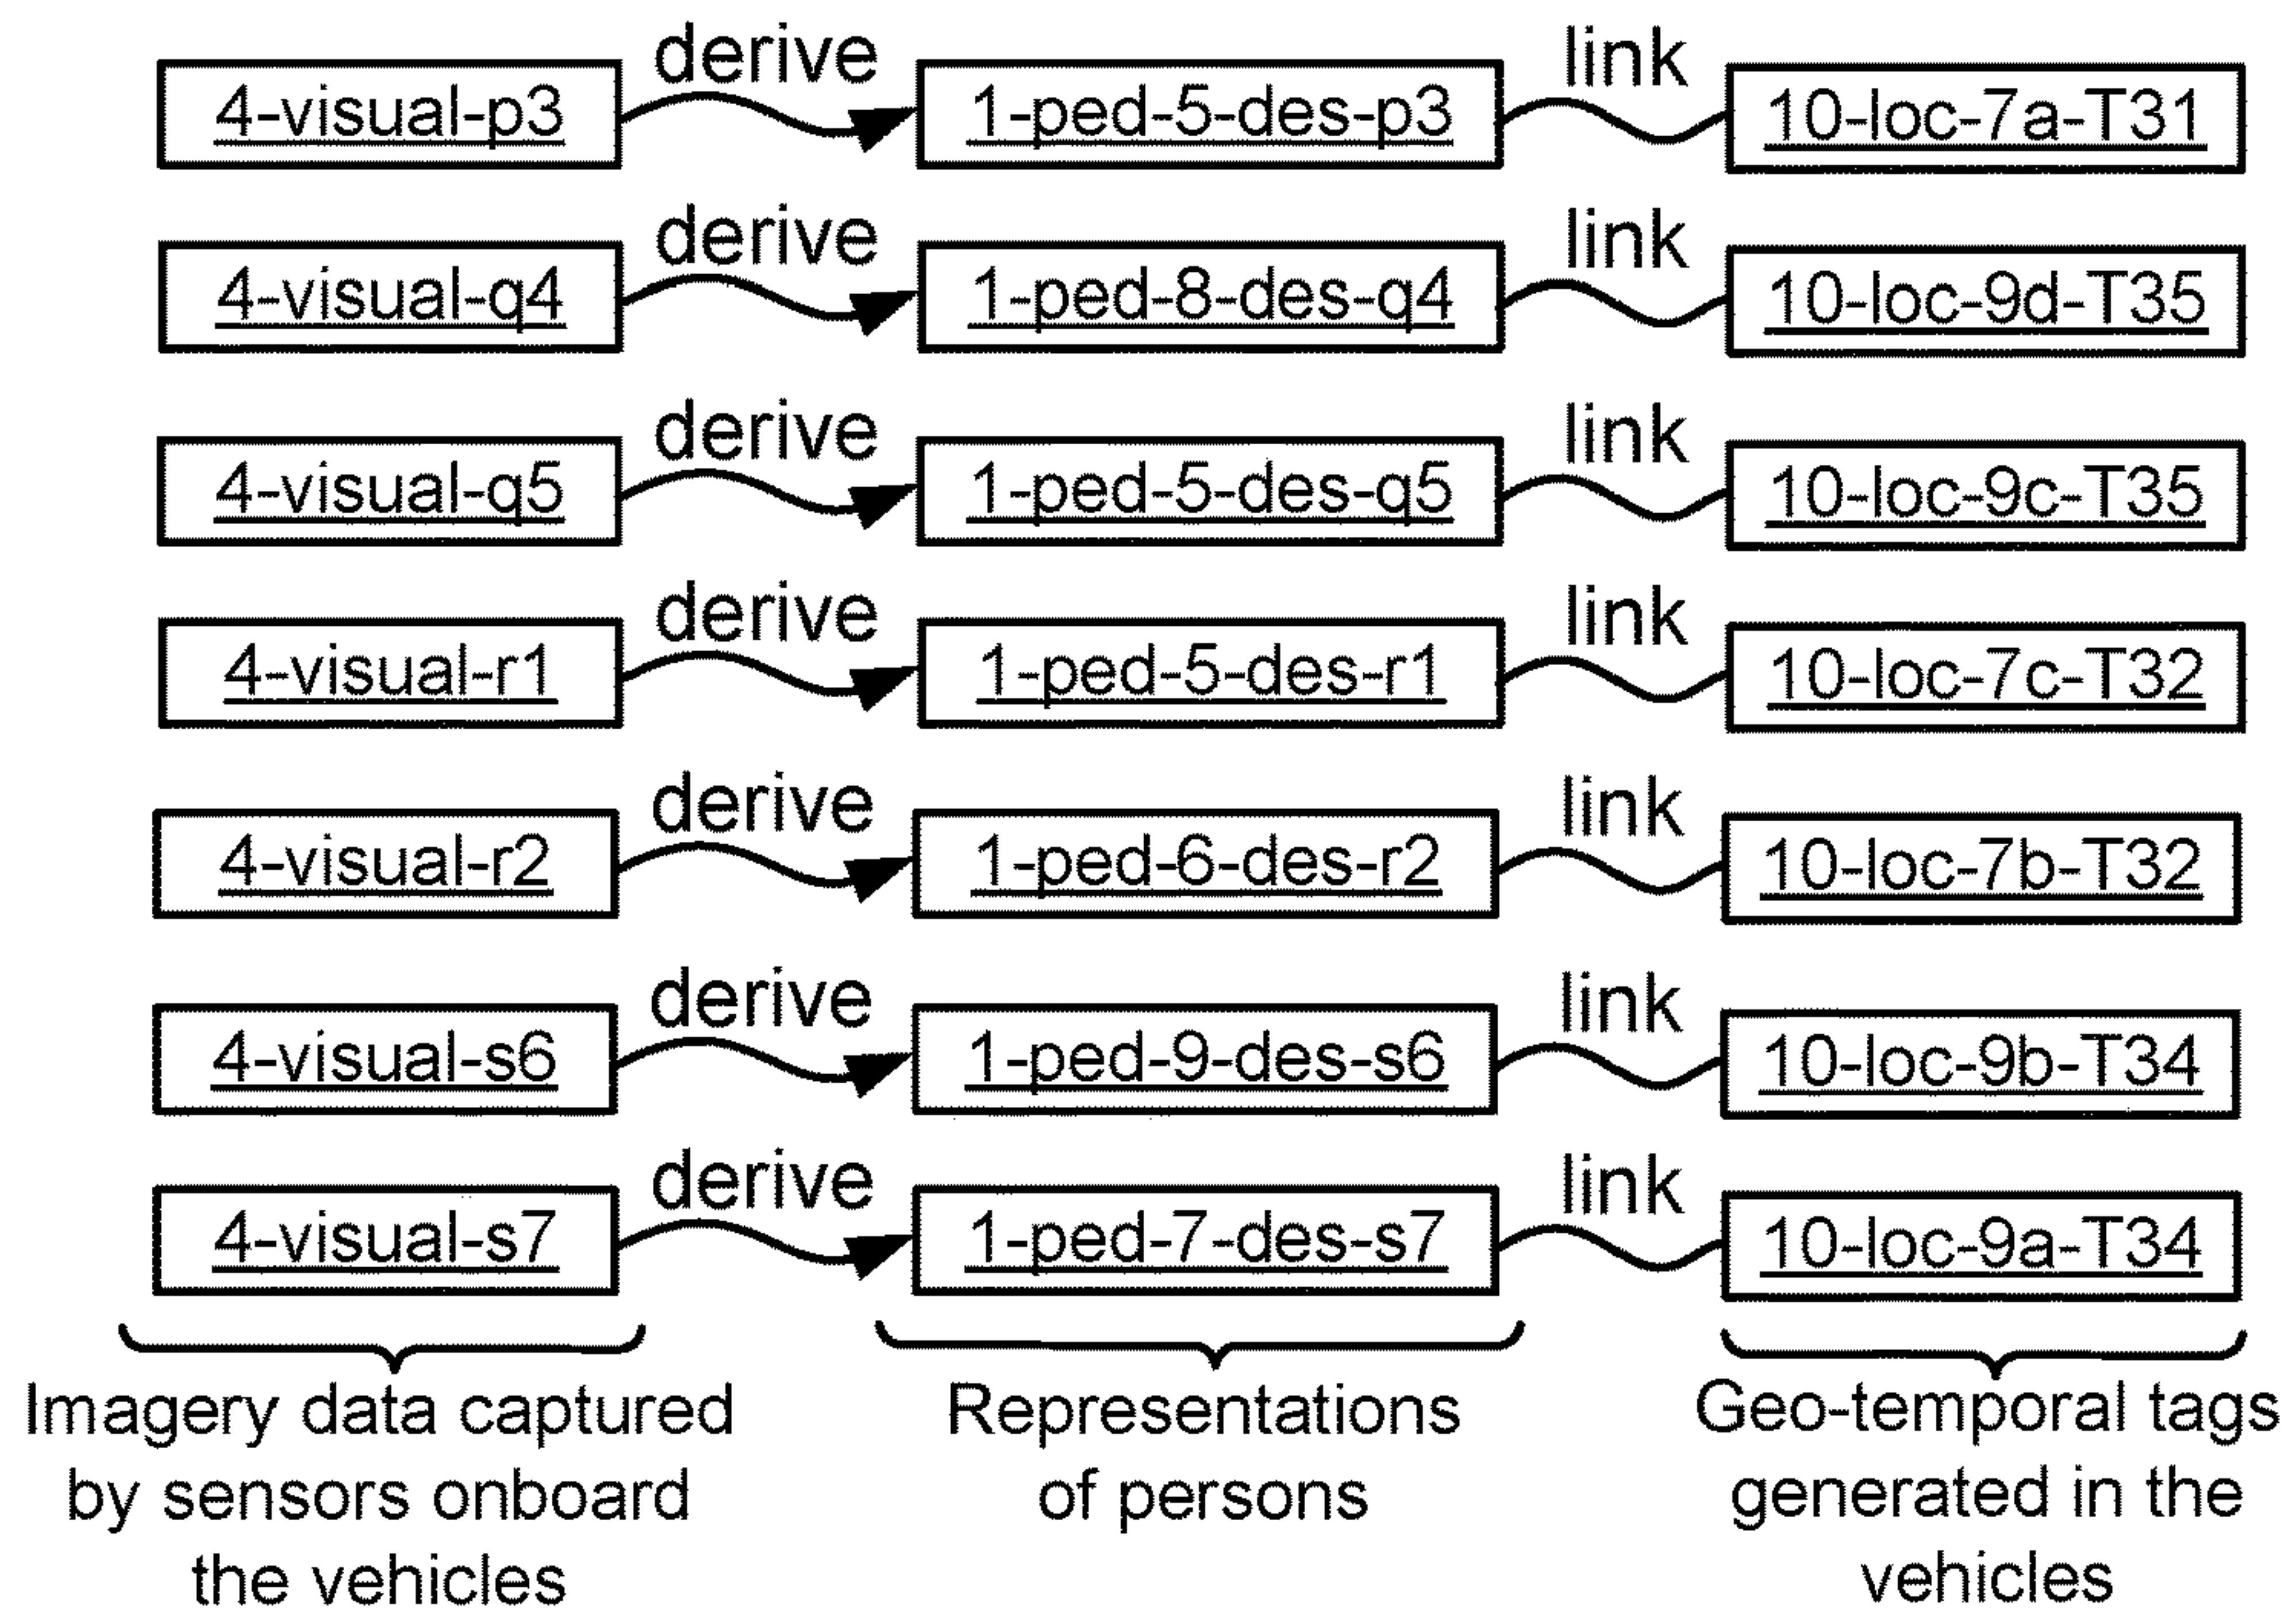 derive link
4-visual-p3 1-ped-5-des-p3 10-loc-7a-T31
derive link
4-visual-q4 1-ped-8-des-q4 10-loc-9d-T35
derive link
4-visual-q5 1-ped-5-des-q5 10-loc-9c-T35
derive link
4-visual-r1 1-ped-5-des-r1 10-loc-7c-T32
derive link
4-visual-r2 1-ped-6-des-r2 10-loc-7b-T32
derive link
4-visual-s6 1-ped-9-des-s6 10-loc-9b-T34
derive link
4-visual-s7 1-ped-7-des-s7 10-loc-9a-T34
Imagery data captured
by sensors onboard
the vehicles
Representations
of persons
Geo-temporal tags
generated in the
vehicles